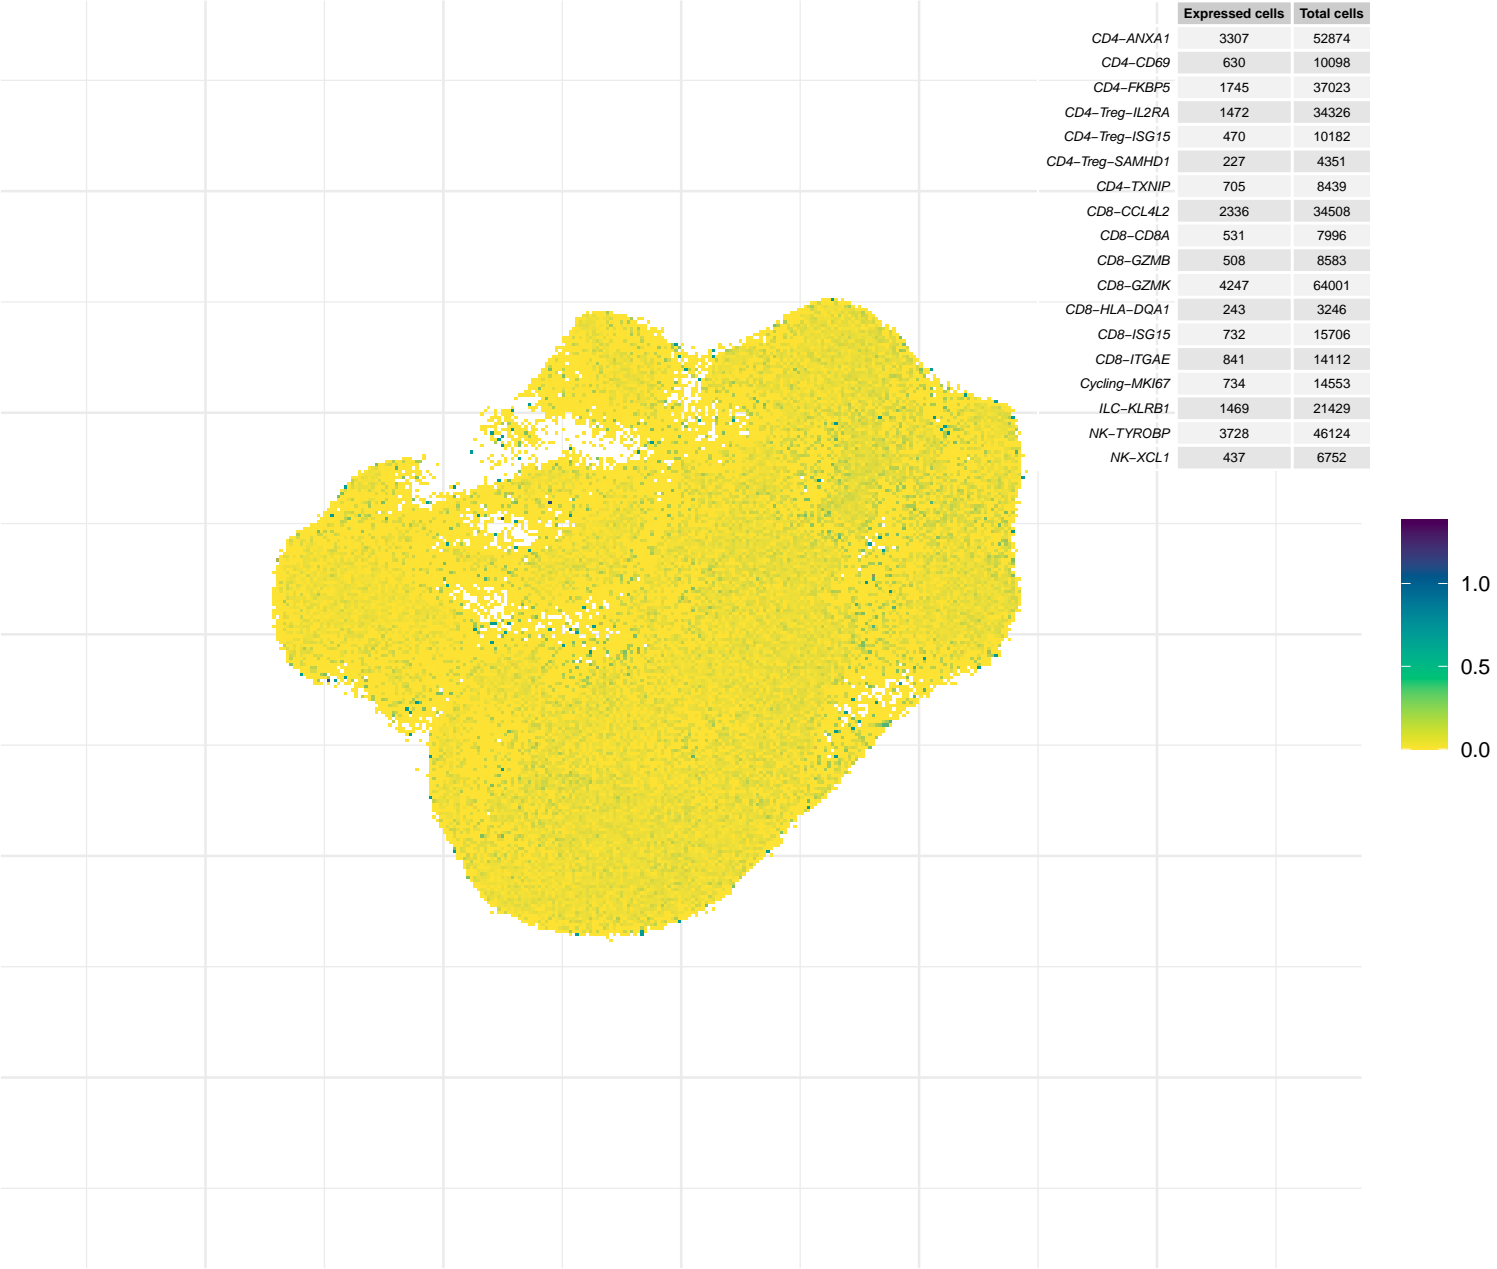 Expressed cells Total cells
CD4−ANXA1 3307 52874
CD4−CD69 630 10098
CD4−FKBP5 1745 37023
CD4−Treg−IL2RA 1472 34326
CD4−Treg−ISG15 470 10182
CD4−Treg−SAMHD1 227 4351
CD4−TXNIP 705 8439
CD8−CCL4L2 2336 34508
CD8−CD8A 531 7996
CD8−GZMB 508 8583
CD8−GZMK 4247 64001
CD8−HLA−DQA1 243 3246
CD8−ISG15 732 15706
CD8−ITGAE 841 14112
Cycling−MKI67 734 14553
ILC−KLRB1 1469 21429
NK−TYROBP 3728 46124
NK−XCL1 437 6752
1.0
0.5
0.0